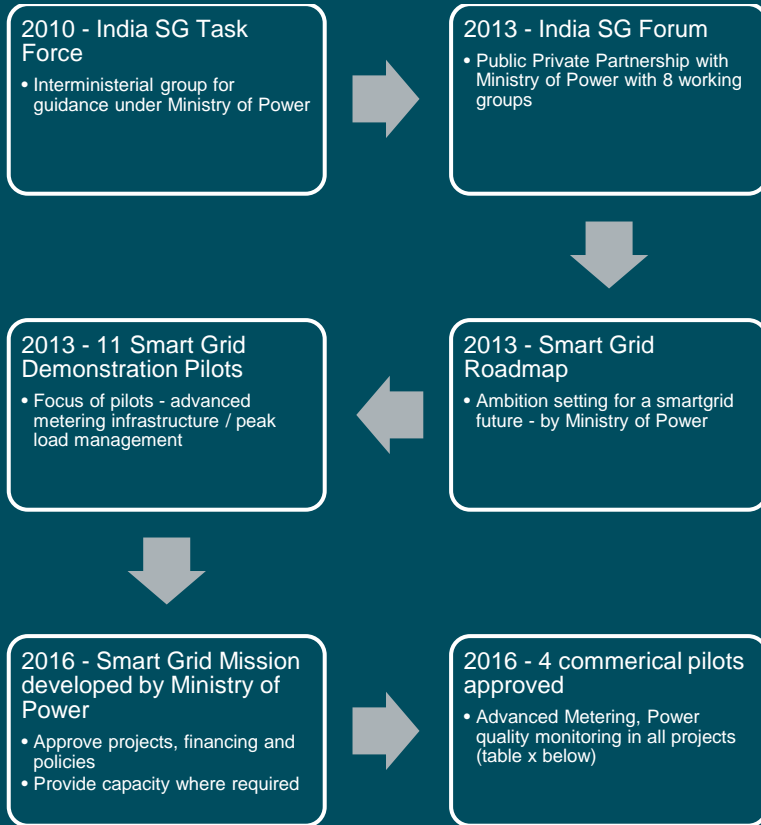 2010 - India SG Task
Force
• Interministerial group for
guidance under Ministry of Power
2013 - India SG Forum
• Public Private Partnership with
Ministry of Power with 8 working
groups
2013 - Smart Grid
Roadmap
• Ambition setting for a smartgrid
future - by Ministry of Power
2013 - 11 Smart Grid
Demonstration Pilots
• Focus of pilots - advanced
metering infrastructure / peak
load management
2016 - Smart Grid Mission
developed by Ministry of
Power
• Approve projects, financing and
policies
• Provide capacity where required
2016 - 4 commerical pilots
approved
• Advanced Metering, Power
quality monitoring in all projects
(table x below)